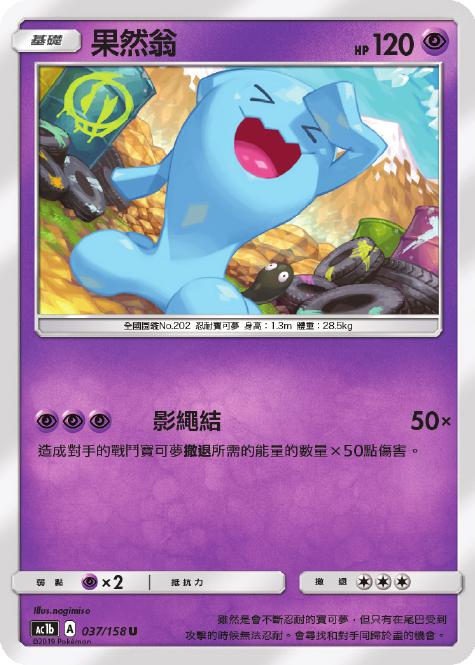 基礎 果然翁 HP 120
全國圖鑑No.202 忍耐寶可夢 身高：1.3m 體重：28.5kg
影繩結 50×
造成對手的戰鬥寶可夢撤退所需的能量的數量×50點傷害。
弱點 ×2 抵抗力 撤退
Illus.nagimiso
AC1b A 037/158 U
©2019 Pokémon
雖然是會不斷忍耐的寶可夢，但只有在尾巴受到
攻擊的時候無法忍耐。會尋找和對手同歸於盡的機會。